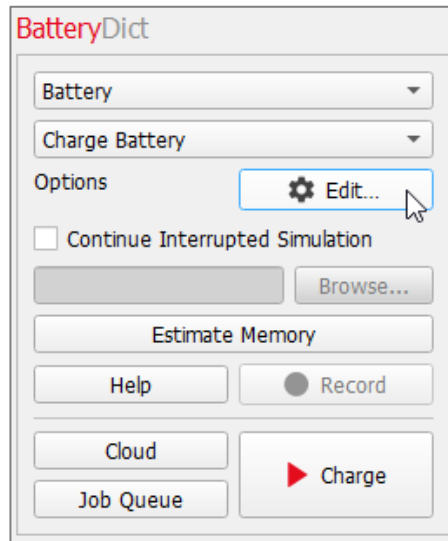 BatteryDict
Battery
Charge Battery
Options
Edit...
Continue Interrupted Simulation
Browse...
Estimate Memory
Help
Record
Cloud
Job Queue
Charge